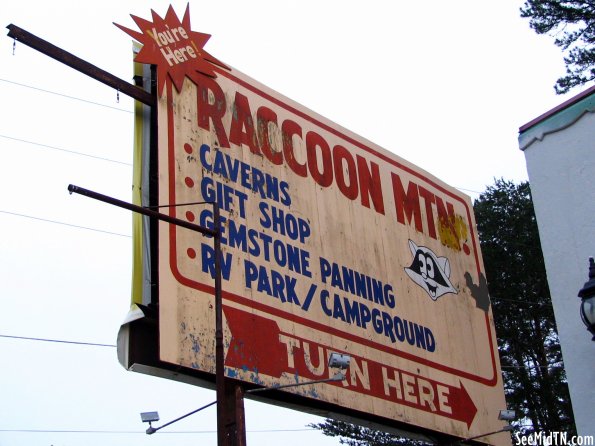 You're
Here!
RACCOON MTN!
• CAVERNS
• GIFT SHOP
• GEMSTONE PANNING
• RV PARK/CAMPGROUND
TURN HERE
SeeMidTN.com